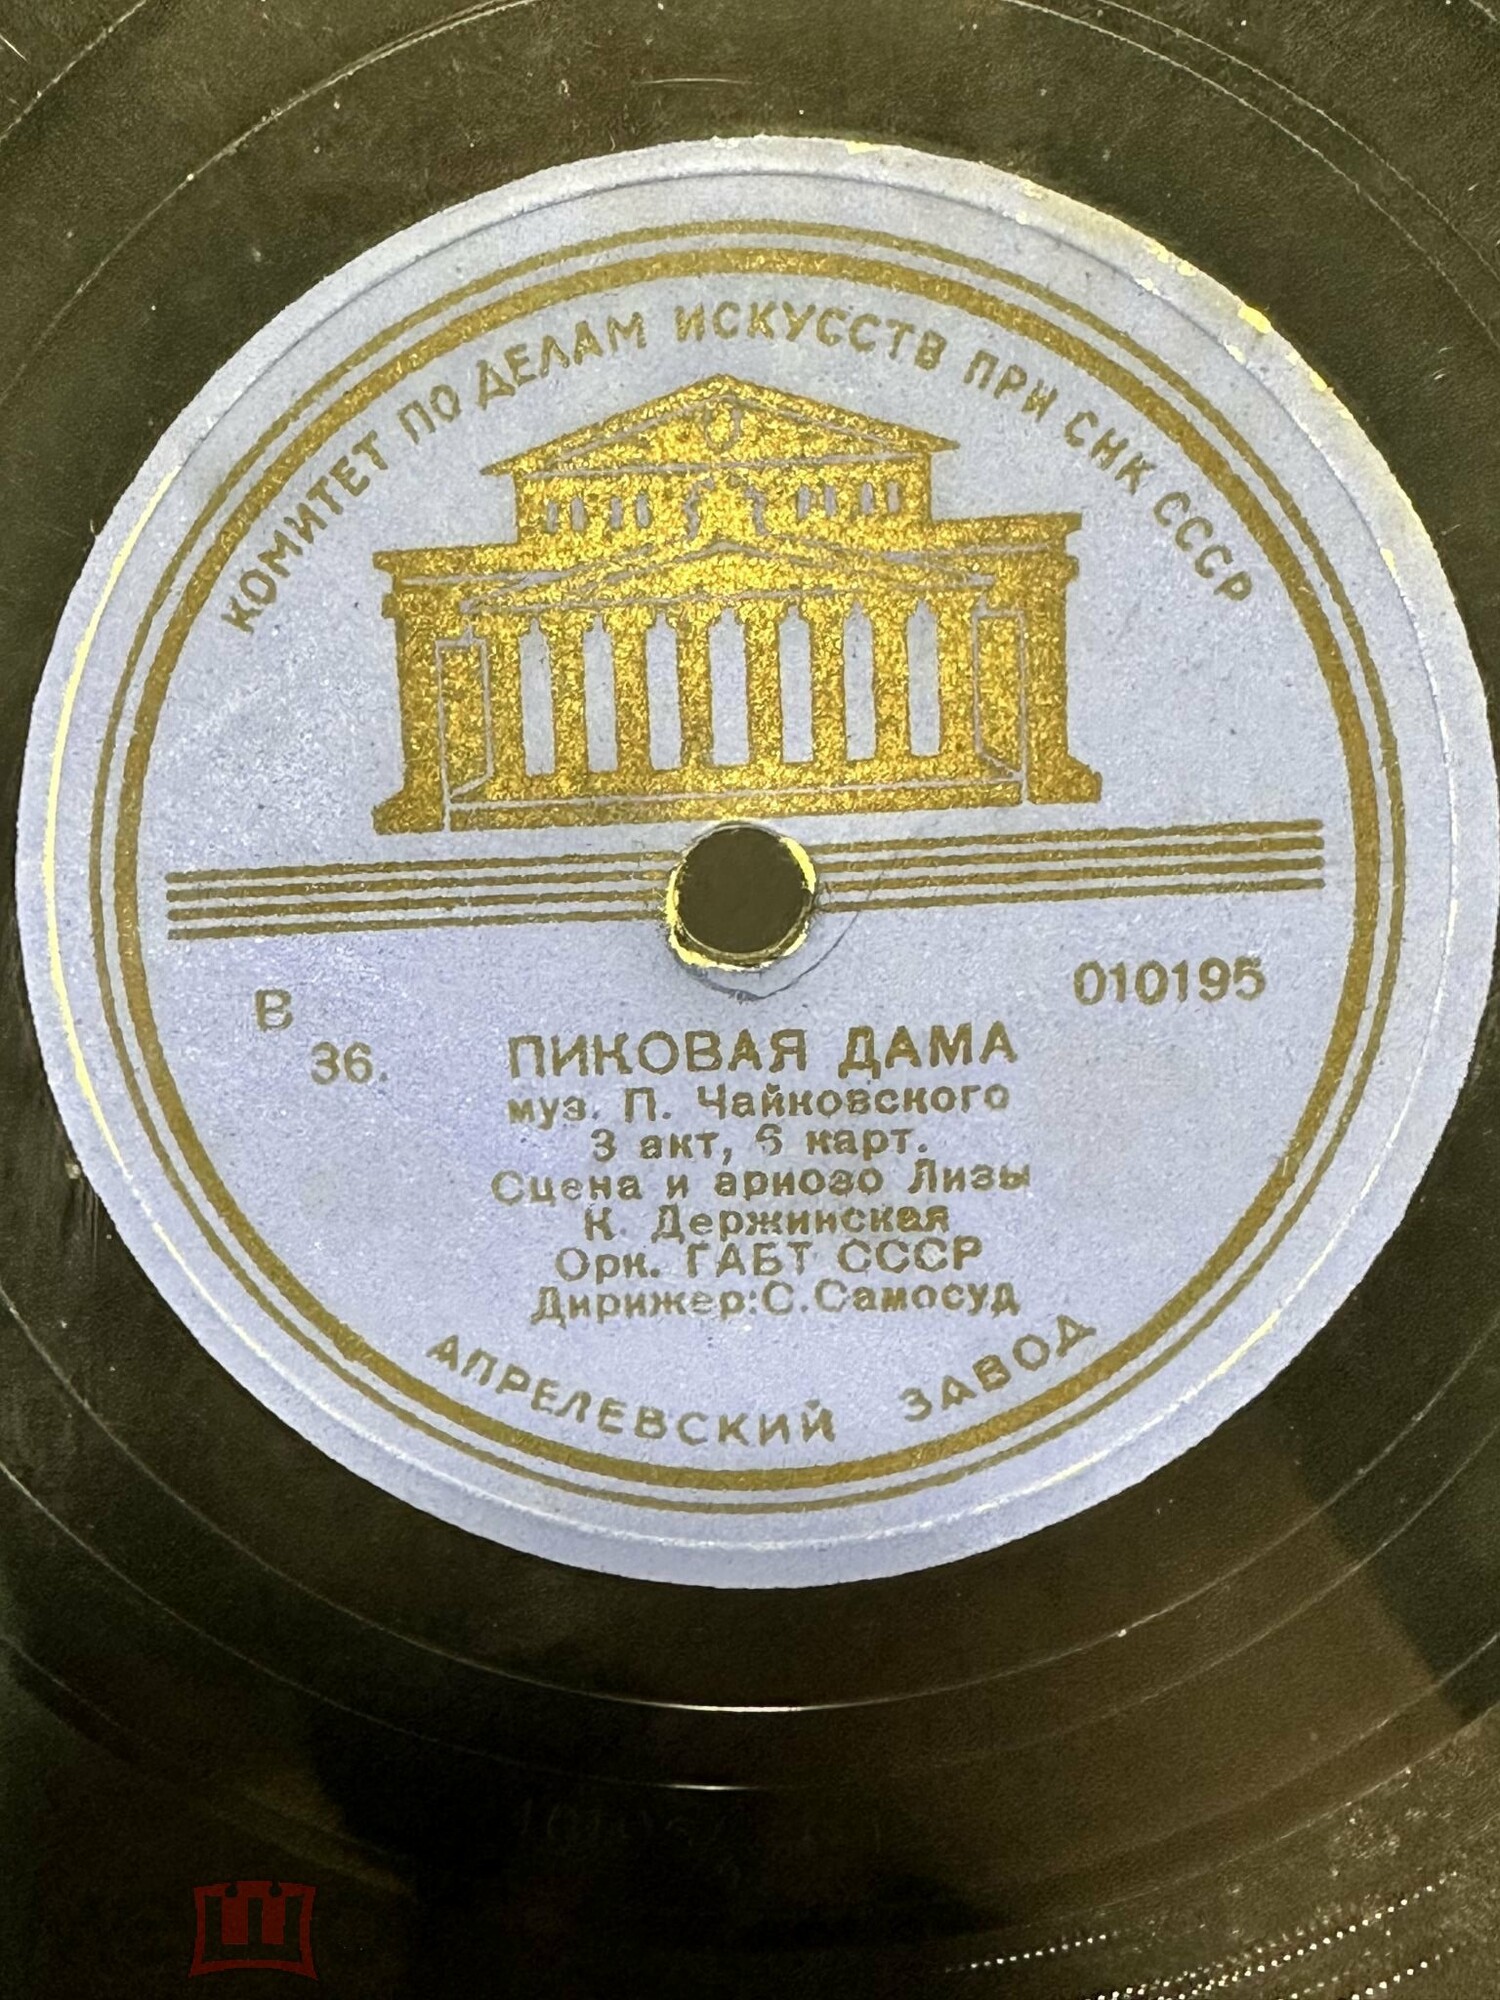 КОМИТЕТ ПО ДЕЛАМ ИСКУССТВ ПРИ СНК СССР
В
010195
36.
ПИКОВАЯ ДАМА
муз. П. Чайковского
3 акт, 6 карт.
Сцена и ариозо Лизы
К. Держинская
Орк. ГАБТ СССР
Дирижер: С. Самосуд
АПРЕЛЕВСКИЙ ЗАВОД